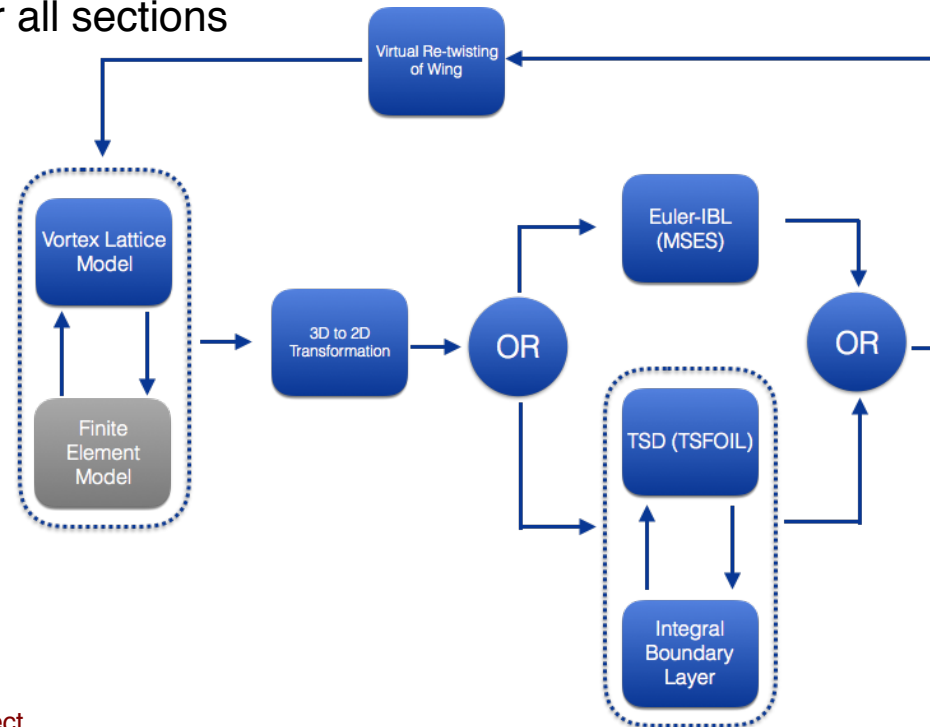 r all sections
Virtual Re-twisting
of Wing
Vortex Lattice
Model
Finite
Element
Model
3D to 2D
Transformation
OR
Euler-IBL
(MSES)
TSD (TSFOIL)
Integral
Boundary
Layer
OR
ect